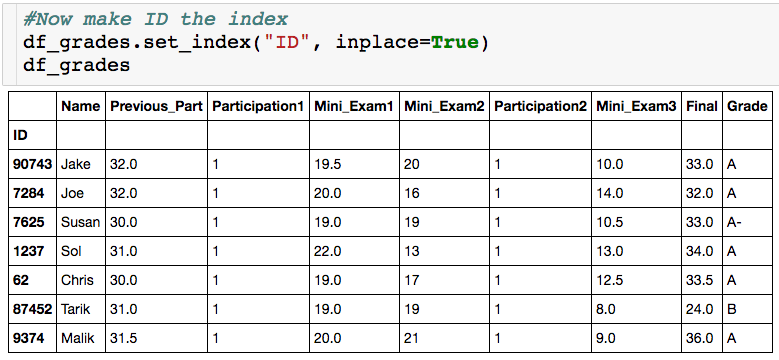 #Now make ID the index
df_grades.set_index("ID", inplace=True)
df_grades
Name Previous_Part Participation1 Mini_Exam1 Mini_Exam2 Participation2 Mini_Exam3 Final Grade
ID
90743 Jake 32.0 1 19.5 20 1 10.0 33.0 A
7284 Joe 32.0 1 20.0 16 1 14.0 32.0 A
7625 Susan 30.0 1 19.0 19 1 10.5 33.0 A-
1237 Sol 31.0 1 22.0 13 1 13.0 34.0 A
62 Chris 30.0 1 19.0 17 1 12.5 33.5 A
87452 Tarik 31.0 1 19.0 19 1 8.0 24.0 B
9374 Malik 31.5 1 20.0 21 1 9.0 36.0 A